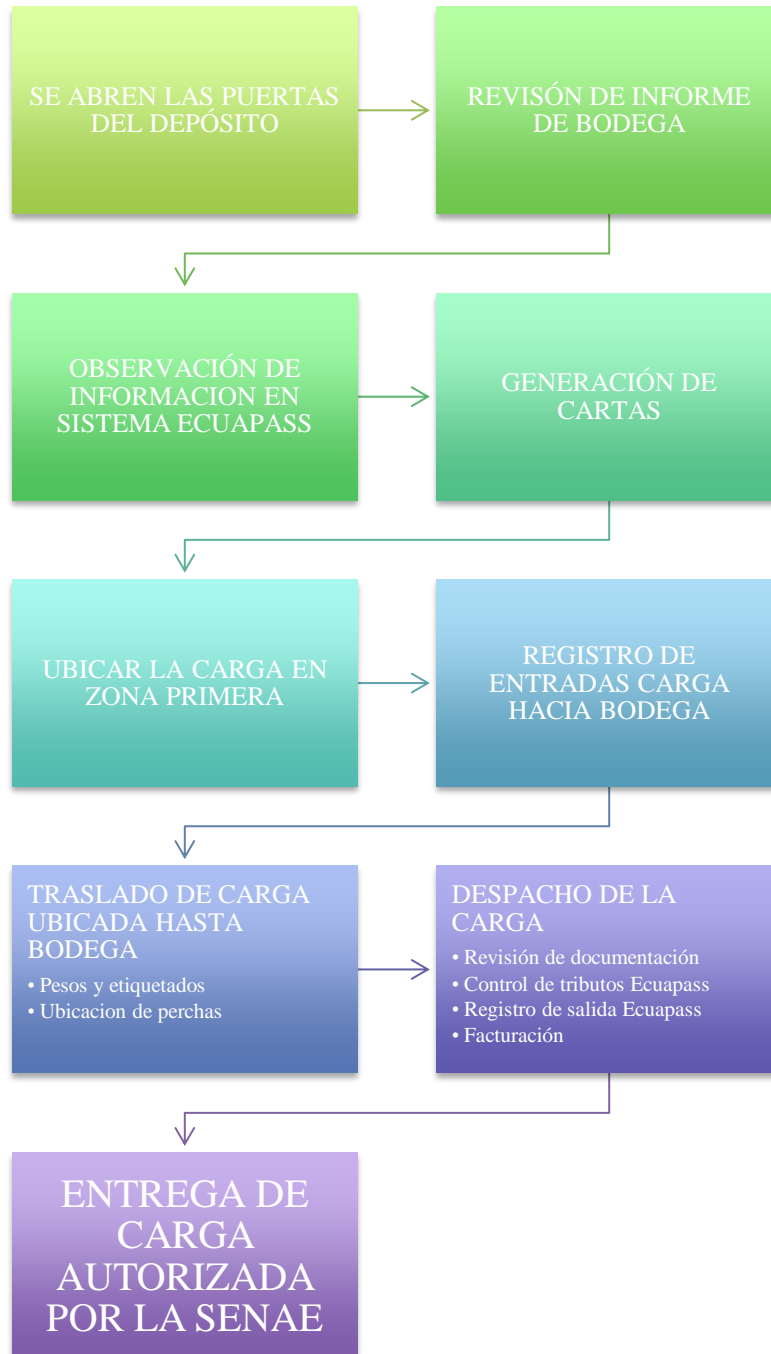 SE ABREN LAS PUERTAS
DEL DEPÓSITO
REVISÓN DE INFORME
DE BODEGA
OBSERVACIÓN DE
INFORMACION EN
SISTEMA ECUAPASS
GENERACIÓN DE
CARTAS
UBICAR LA CARGA EN
ZONA PRIMERA
REGISTRO DE
ENTRADAS CARGA
HACIA BODEGA
TRASLADO DE CARGA
UBICADA HASTA
BODEGA
• Pesos y etiquetados
• Ubicacion de perchas
DESPACHO DE LA
CARGA
• Revisión de documentación
• Control de tributos Ecuapass
• Registro de salida Ecuapass
• Facturación
ENTREGA DE
CARGA
AUTORIZADA
POR LA SENAE